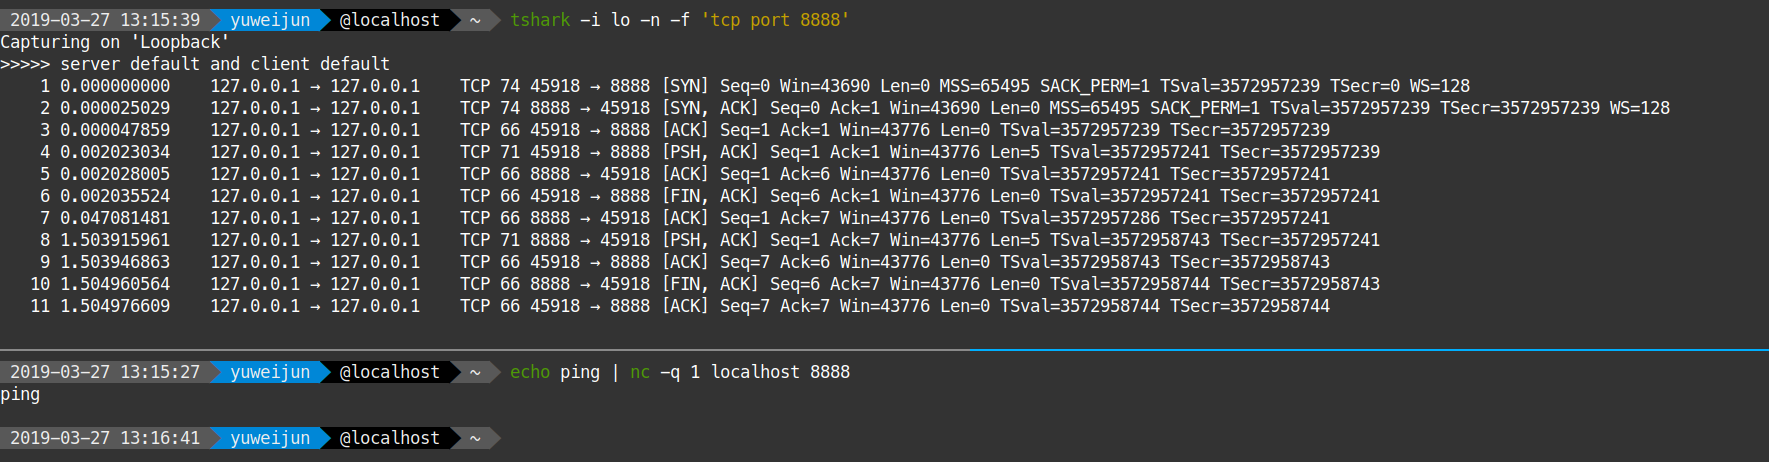 2019-03-27 13:15:39 yuweijun @localhost ~ tshark -i lo -n -f 'tcp port 8888'
Capturing on 'Loopback'
>>>>> server default and client default
1 0.000000000 127.0.0.1 → 127.0.0.1 TCP 74 45918 → 8888 [SYN] Seq=0 Win=43690 Len=0 MSS=65495 SACK_PERM=1 TSval=3572957239 TSecr=0 WS=128
2 0.000025029 127.0.0.1 → 127.0.0.1 TCP 74 8888 → 45918 [SYN, ACK] Seq=0 Ack=1 Win=43690 Len=0 MSS=65495 SACK_PERM=1 TSval=3572957239 TSecr=3572957239 WS=128
3 0.000047859 127.0.0.1 → 127.0.0.1 TCP 66 45918 → 8888 [ACK] Seq=1 Ack=1 Win=43776 Len=0 TSval=3572957239 TSecr=3572957239
4 0.002023034 127.0.0.1 → 127.0.0.1 TCP 71 45918 → 8888 [PSH, ACK] Seq=1 Ack=1 Win=43776 Len=5 TSval=3572957241 TSecr=3572957239
5 0.002028005 127.0.0.1 → 127.0.0.1 TCP 66 8888 → 45918 [ACK] Seq=1 Ack=6 Win=43776 Len=0 TSval=3572957241 TSecr=3572957241
6 0.002035524 127.0.0.1 → 127.0.0.1 TCP 66 45918 → 8888 [FIN, ACK] Seq=6 Ack=1 Win=43776 Len=0 TSval=3572957241 TSecr=3572957241
7 0.047081481 127.0.0.1 → 127.0.0.1 TCP 66 8888 → 45918 [ACK] Seq=1 Ack=7 Win=43776 Len=0 TSval=3572957286 TSecr=3572957241
8 1.503915961 127.0.0.1 → 127.0.0.1 TCP 71 8888 → 45918 [PSH, ACK] Seq=1 Ack=7 Win=43776 Len=5 TSval=3572958743 TSecr=3572957241
9 1.503946863 127.0.0.1 → 127.0.0.1 TCP 66 45918 → 8888 [ACK] Seq=7 Ack=6 Win=43776 Len=0 TSval=3572958743 TSecr=3572958743
10 1.504960564 127.0.0.1 → 127.0.0.1 TCP 66 8888 → 45918 [FIN, ACK] Seq=6 Ack=7 Win=43776 Len=0 TSval=3572958744 TSecr=3572958743
11 1.504976609 127.0.0.1 → 127.0.0.1 TCP 66 45918 → 8888 [ACK] Seq=7 Ack=7 Win=43776 Len=0 TSval=3572958744 TSecr=3572958744
2019-03-27 13:15:27 yuweijun @localhost ~ echo ping | nc -q 1 localhost 8888
ping
2019-03-27 13:16:41 yuweijun @localhost ~